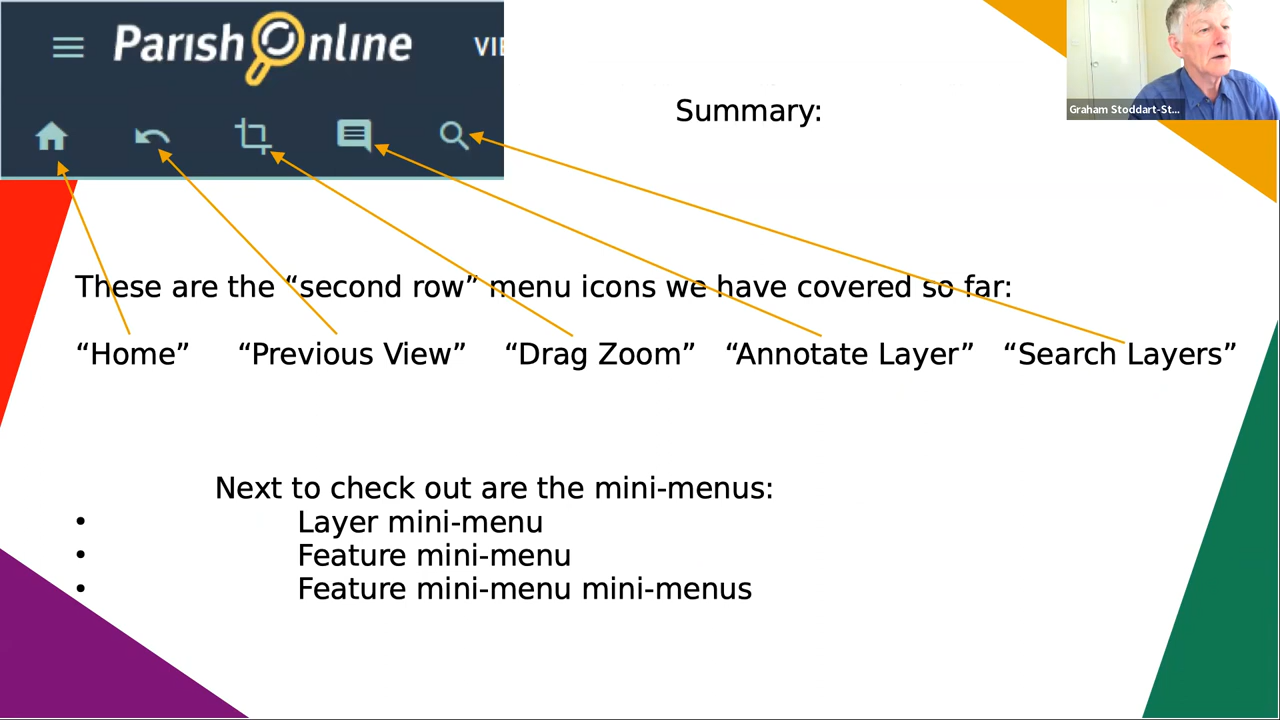 Parish Online
VIE
Graham Stoddart-St...
Summary:
These are the “second row” menu icons we have covered so far:
“Home” “Previous View” “Drag Zoom” “Annotate Layer” “Search Layers”
Next to check out are the mini-menus:
• Layer mini-menu
• Feature mini-menu
• Feature mini-menu mini-menus